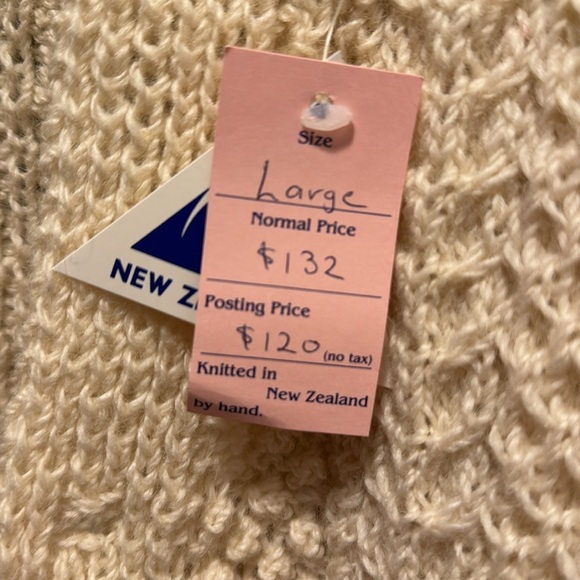 Size
Large
Normal Price
$132
Posting Price
$120 (no tax)
Knitted in
New Zealand
by hand.
NEW Z